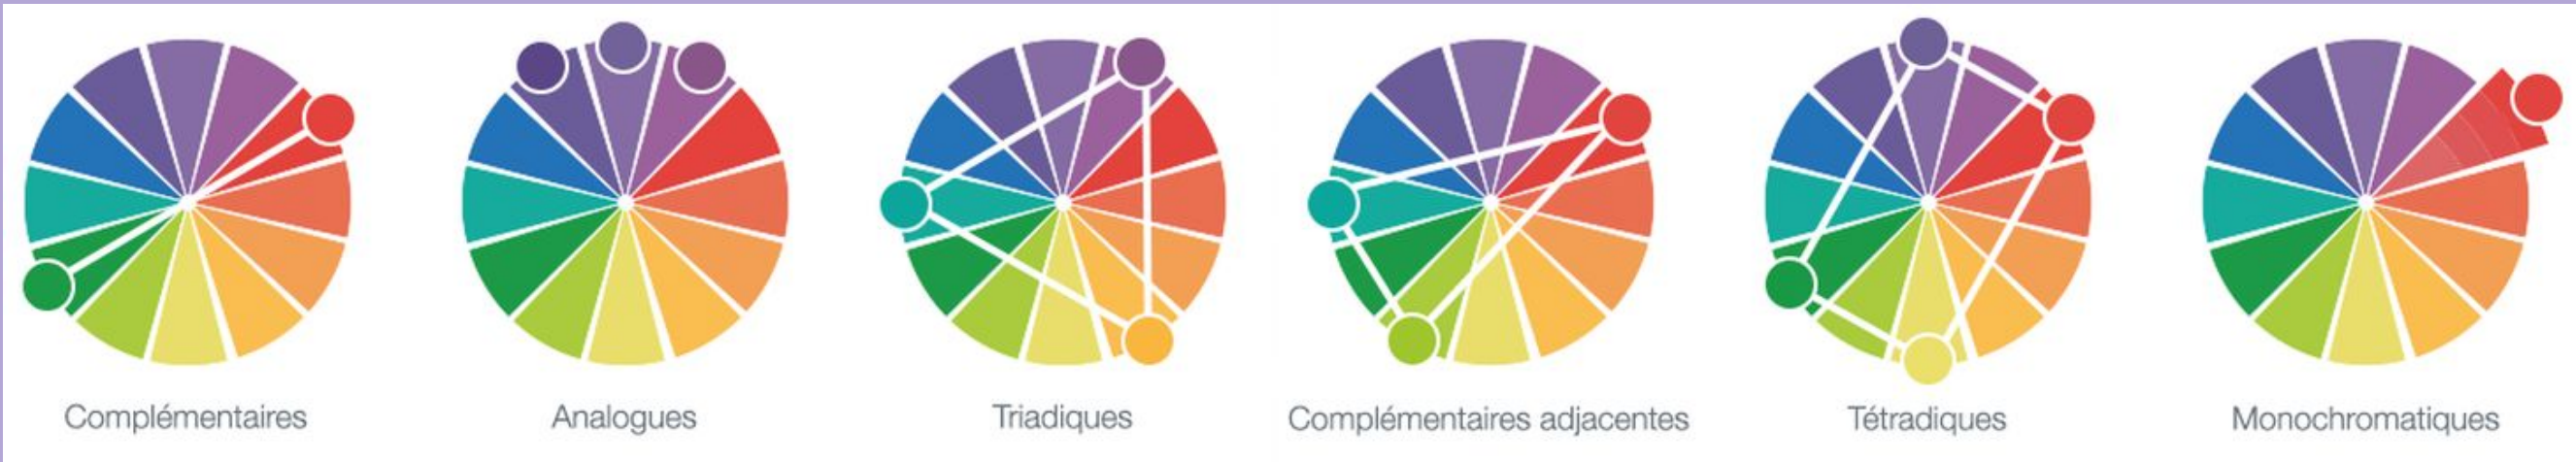 Complémentaires
Analogues
Triadiques
Complémentaires adjacentes
Tétradiques
Monochromatiques